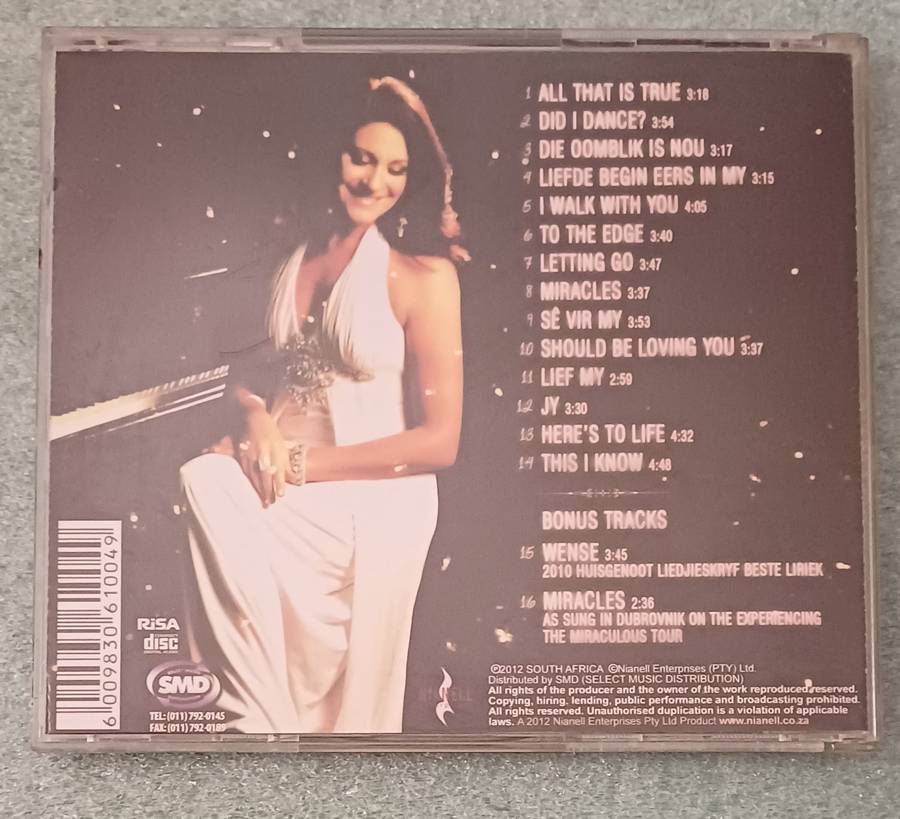 1 ALL THAT IS TRUE 3:18
2 DID I DANCE? 3:54
3 DIE OOMBLIK IS NOU 3:17
4 LIEFDE BEGIN EERS IN MY 3:15
5 I WALK WITH YOU 4:05
6 TO THE EDGE 3:40
7 LETTING GO 3:47
8 MIRACLES 3:37
9 SÊ VIR MY 3:53
10 SHOULD BE LOVING YOU 3:37
11 LIEF MY 2:59
12 JY 3:30
13 HERE'S TO LIFE 4:32
14 THIS I KNOW 4:48
BONUS TRACKS
15 WENSE 3:45
2010 HUISGENOOT LIEDJIESKRYF BESTE LIRIEK
16 MIRACLES 2:36
AS SUNG IN DUBROVNIK ON THE EXPERIENCING
THE MIRACULOUS TOUR
℗2012 SOUTH AFRICA ©Nianell Enterprises (PTY) Ltd.
Distributed by SMD (SELECT MUSIC DISTRIBUTION)
All rights of the producer and the owner of the work reproduced reserved.
Copying, hiring, lending, public performance and broadcasting prohibited.
All rights reserved. Unauthorised duplication is a violation of applicable
laws. A 2012 Nianell Enterprises Pty Ltd Product www.nianell.co.za
NIANELL
6 009830 610049
RiSA
COMPACT
disc
DIGITAL AUDIO
SMD
TEL: (011) 792-0145
FAX: (011) 792-0185